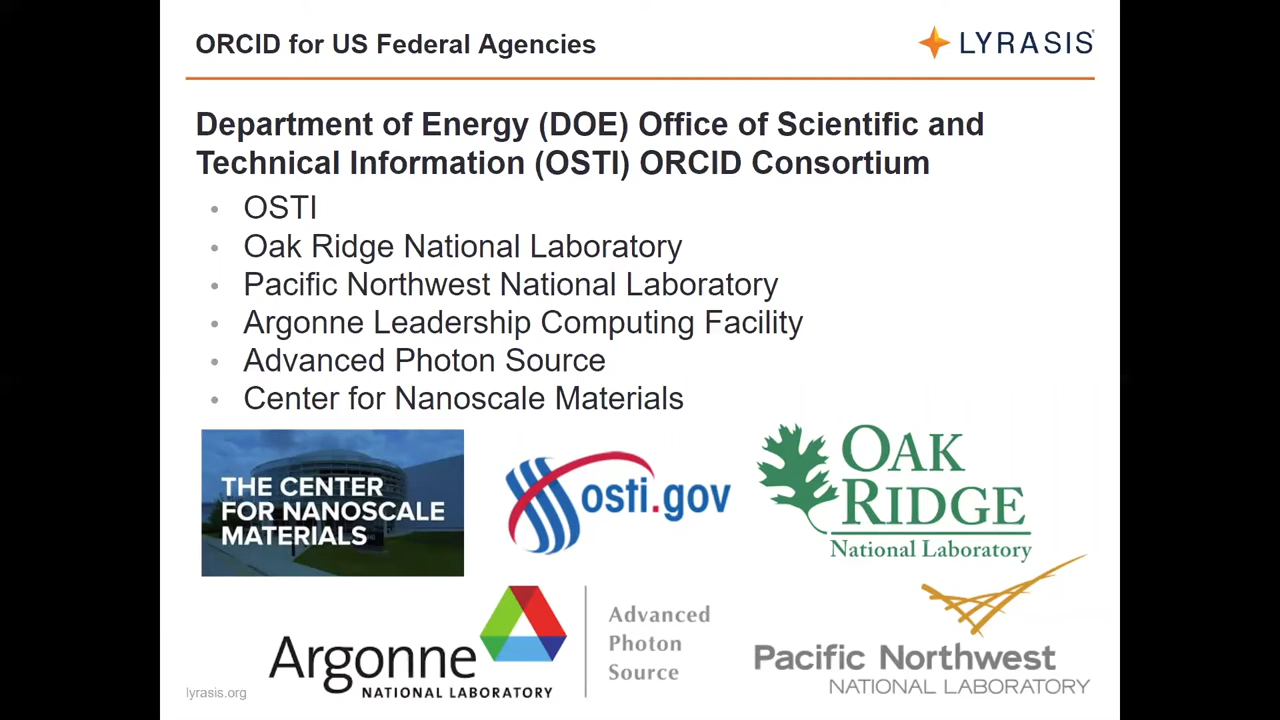 ORCID for US Federal Agencies
LYRASIS
Department of Energy (DOE) Office of Scientific and
Technical Information (OSTI) ORCID Consortium
• OSTI
• Oak Ridge National Laboratory
• Pacific Northwest National Laboratory
• Argonne Leadership Computing Facility
• Advanced Photon Source
• Center for Nanoscale Materials
THE CENTER
FOR NANOSCALE
MATERIALS
osti.gov
OAK
RIDGE
National Laboratory
Argonne
NATIONAL LABORATORY
Advanced
Photon
Source
Pacific Northwest
NATIONAL LABORATORY
lyrasis.org